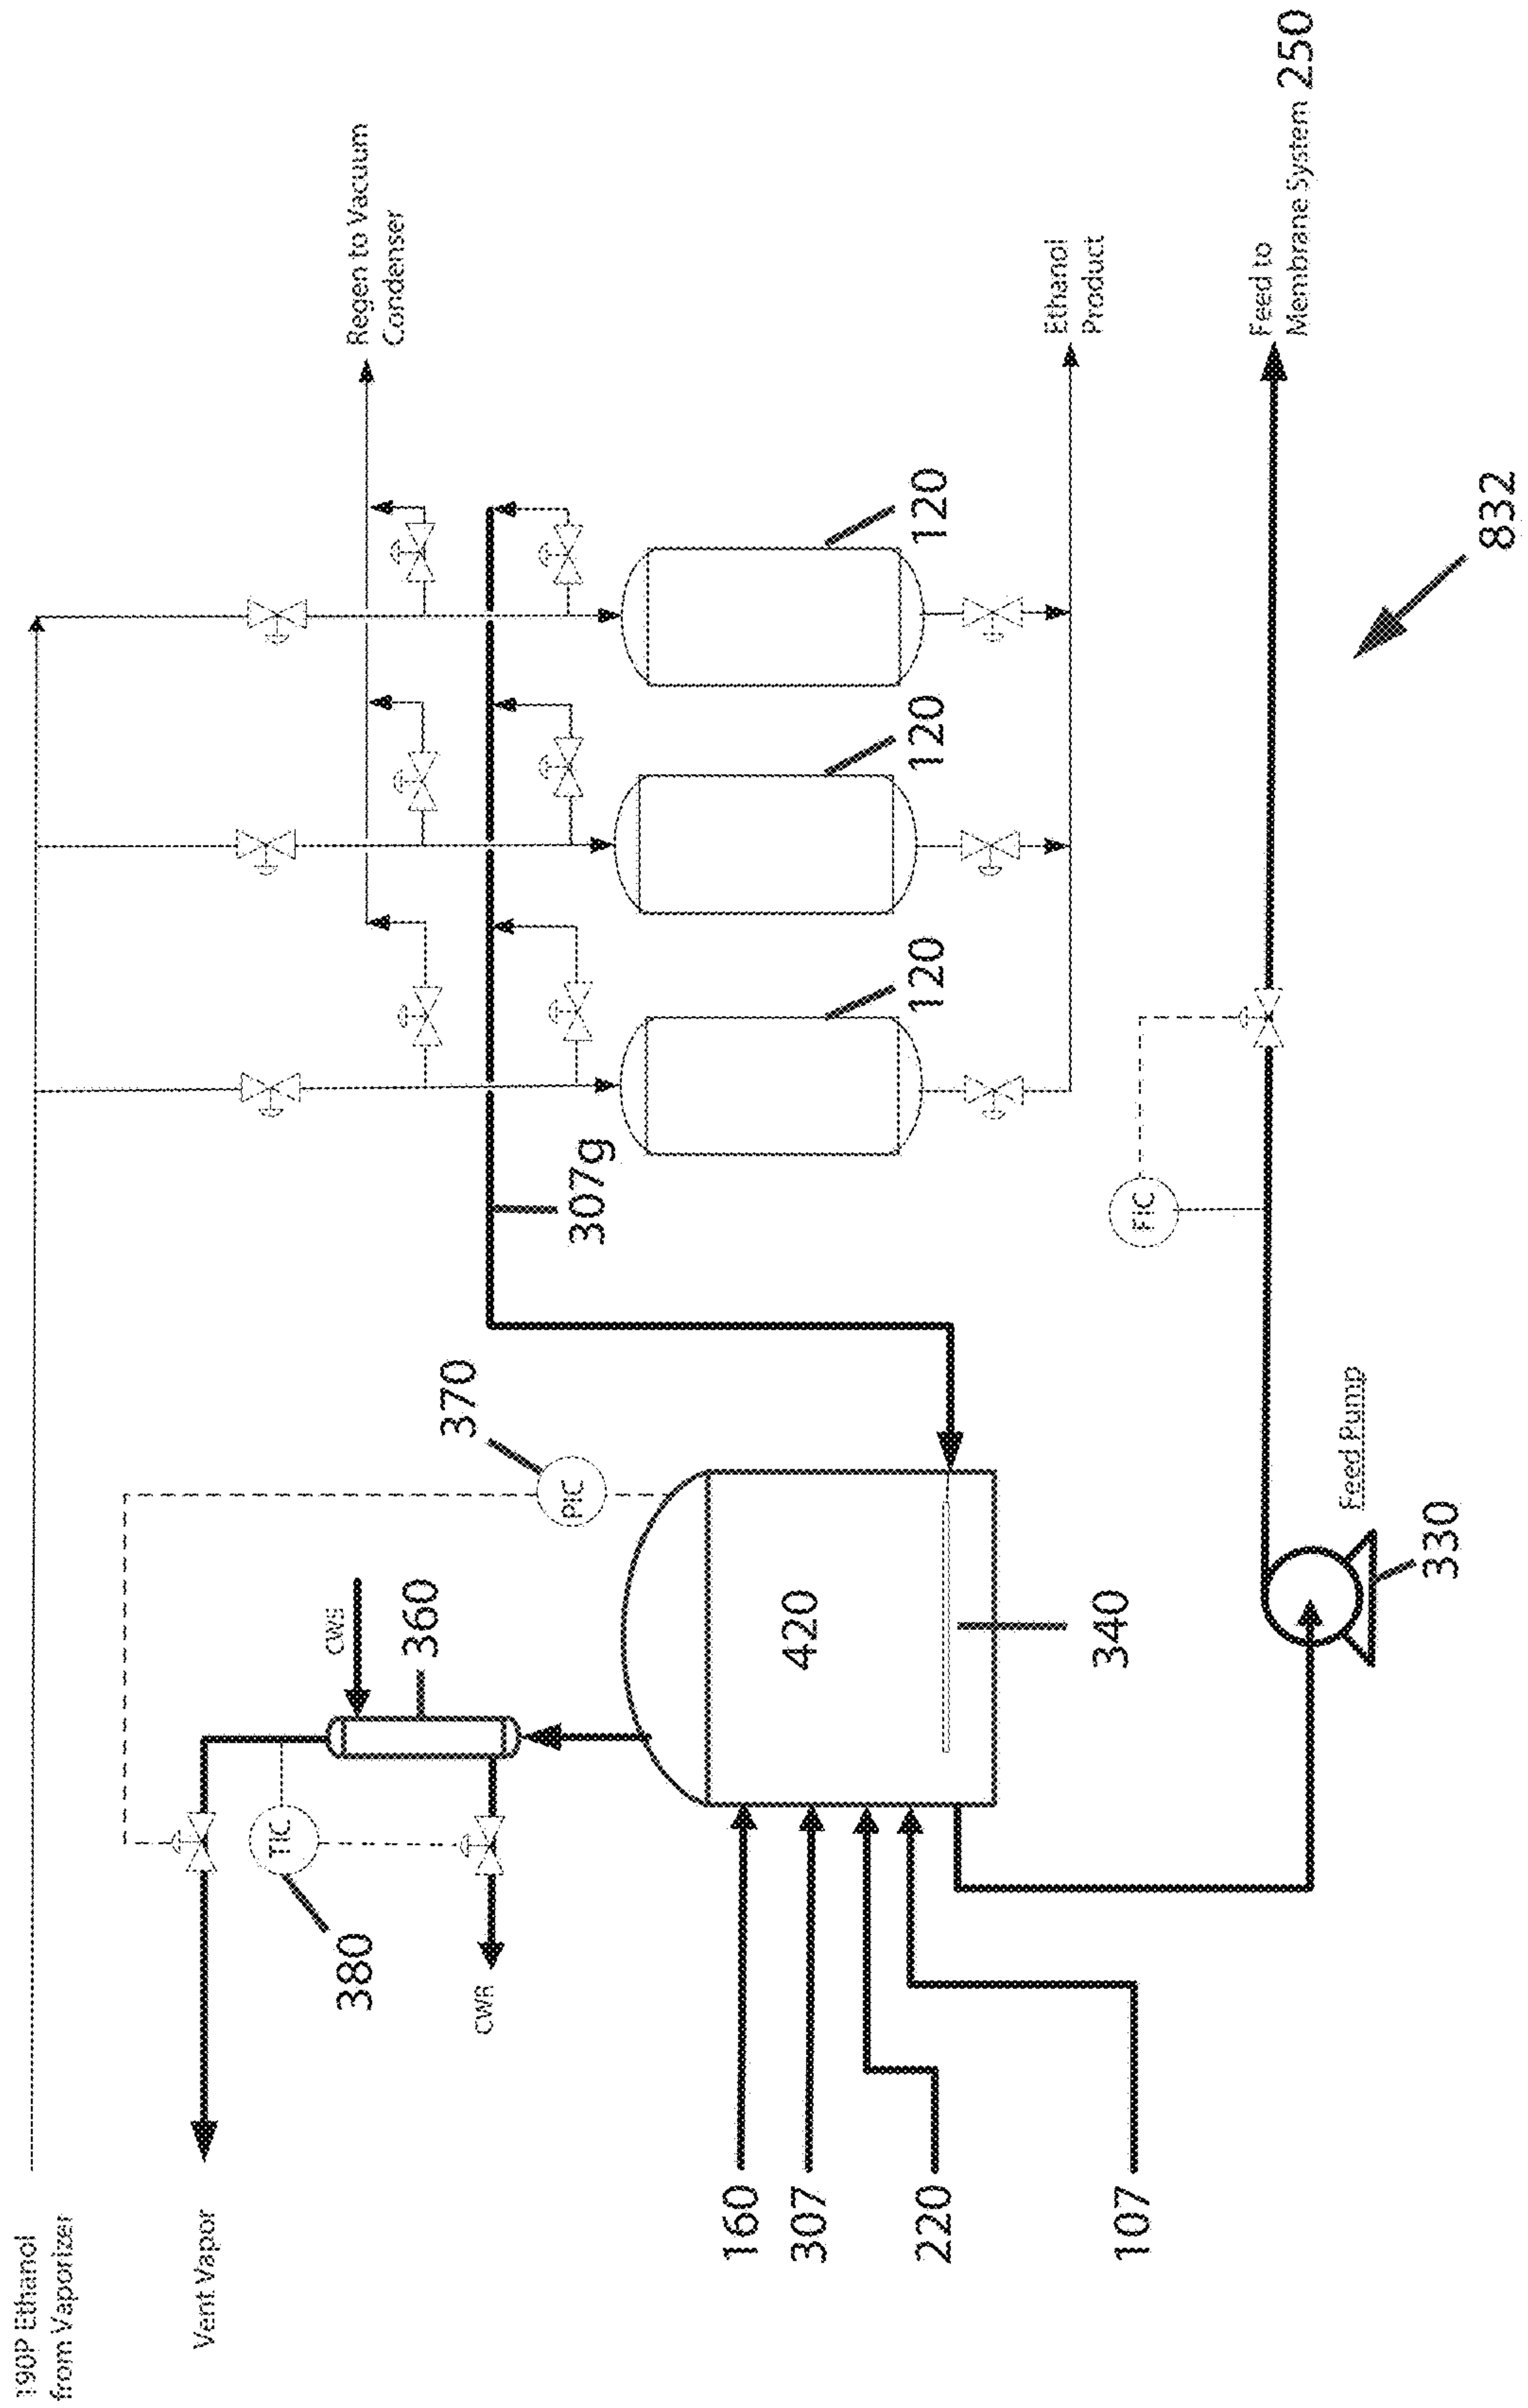 190P Ethanol
from Vaporizer
Vent Vapor
380
TIC
CWR
CWS
360
370
PIC
Regen to Vacuum
Condenser
307g
120
120
120
Ethanol
Product
160
307
220
107
420
340
FIC
Feed Pump
330
Feed to
Membrane System 250
832